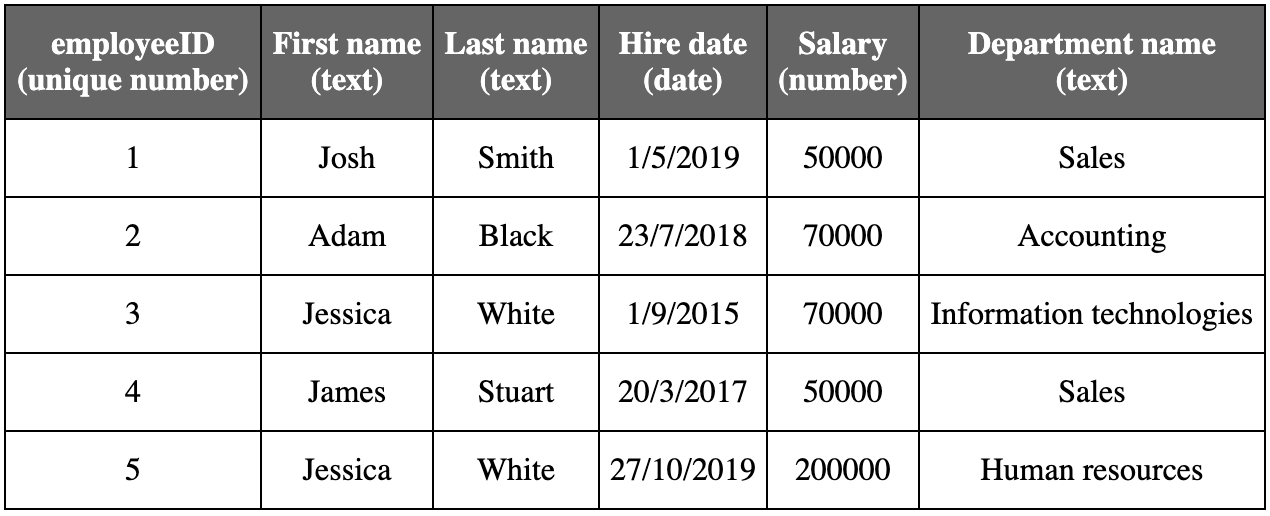 employeeID First name Last name Hire date Salary Department name
(unique number) (text) (text) (date) (number) (text)
1 Josh Smith 1/5/2019 50000 Sales
2 Adam Black 23/7/2018 70000 Accounting
3 Jessica White 1/9/2015 70000 Information technologies
4 James Stuart 20/3/2017 50000 Sales
5 Jessica White 27/10/2019 200000 Human resources